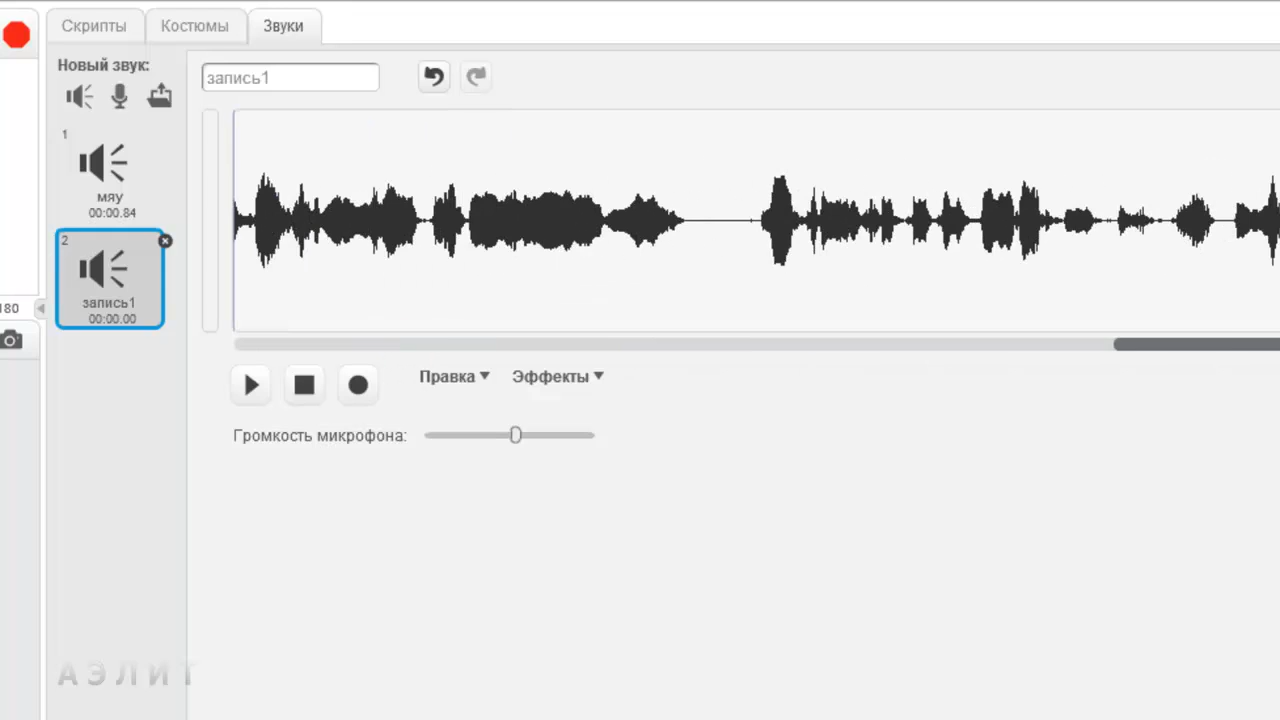 Скрипты Костюмы Звуки
Новый звук:
запись1
1
мяу
00:00.84
2
запись1
00:00.00
180
Правка Эффекты
Громкость микрофона:
АЭЛИТ